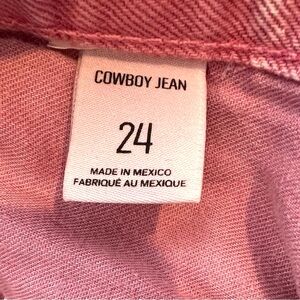 COWBOY JEAN
24
MADE IN MEXICO
FABRIQUÉ AU MEXIQUE